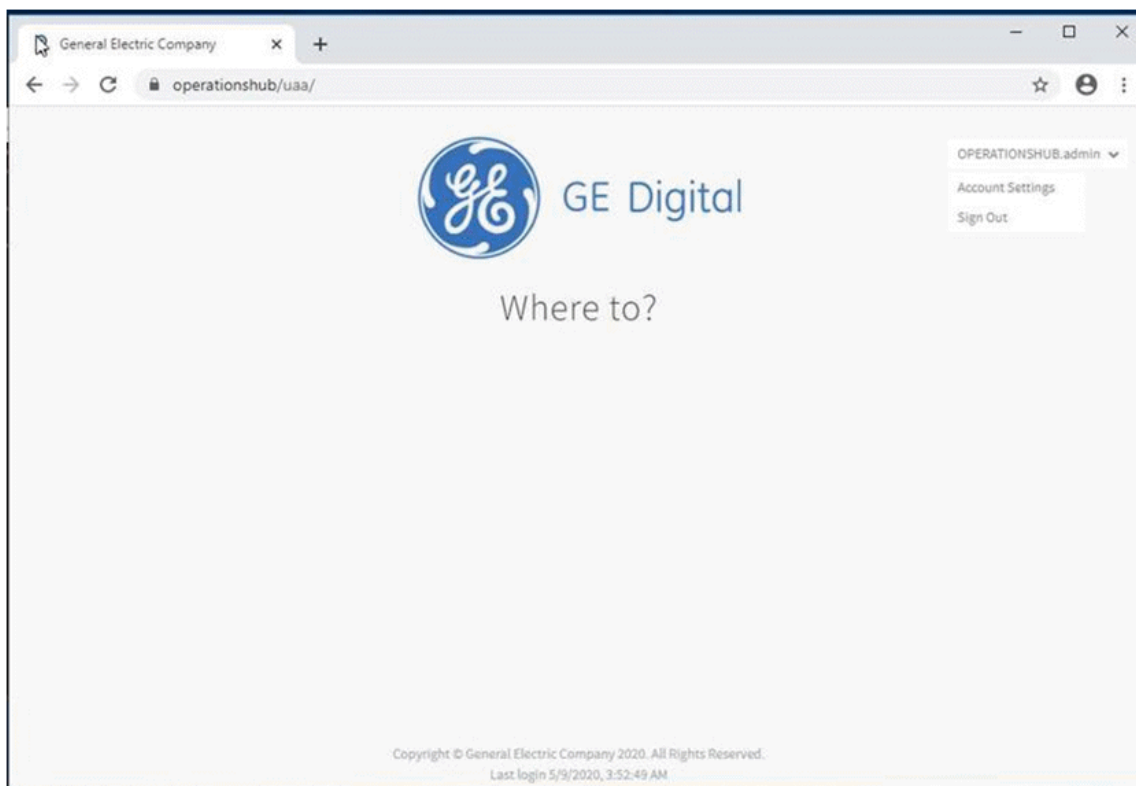 General Electric Company
operationshub/uaa/
OPERATIONSHUB.admin
Account Settings
Sign Out
GE GE Digital
Where to?
Copyright © General Electric Company 2020. All Rights Reserved.
Last login 5/9/2020, 3:52:49 AM